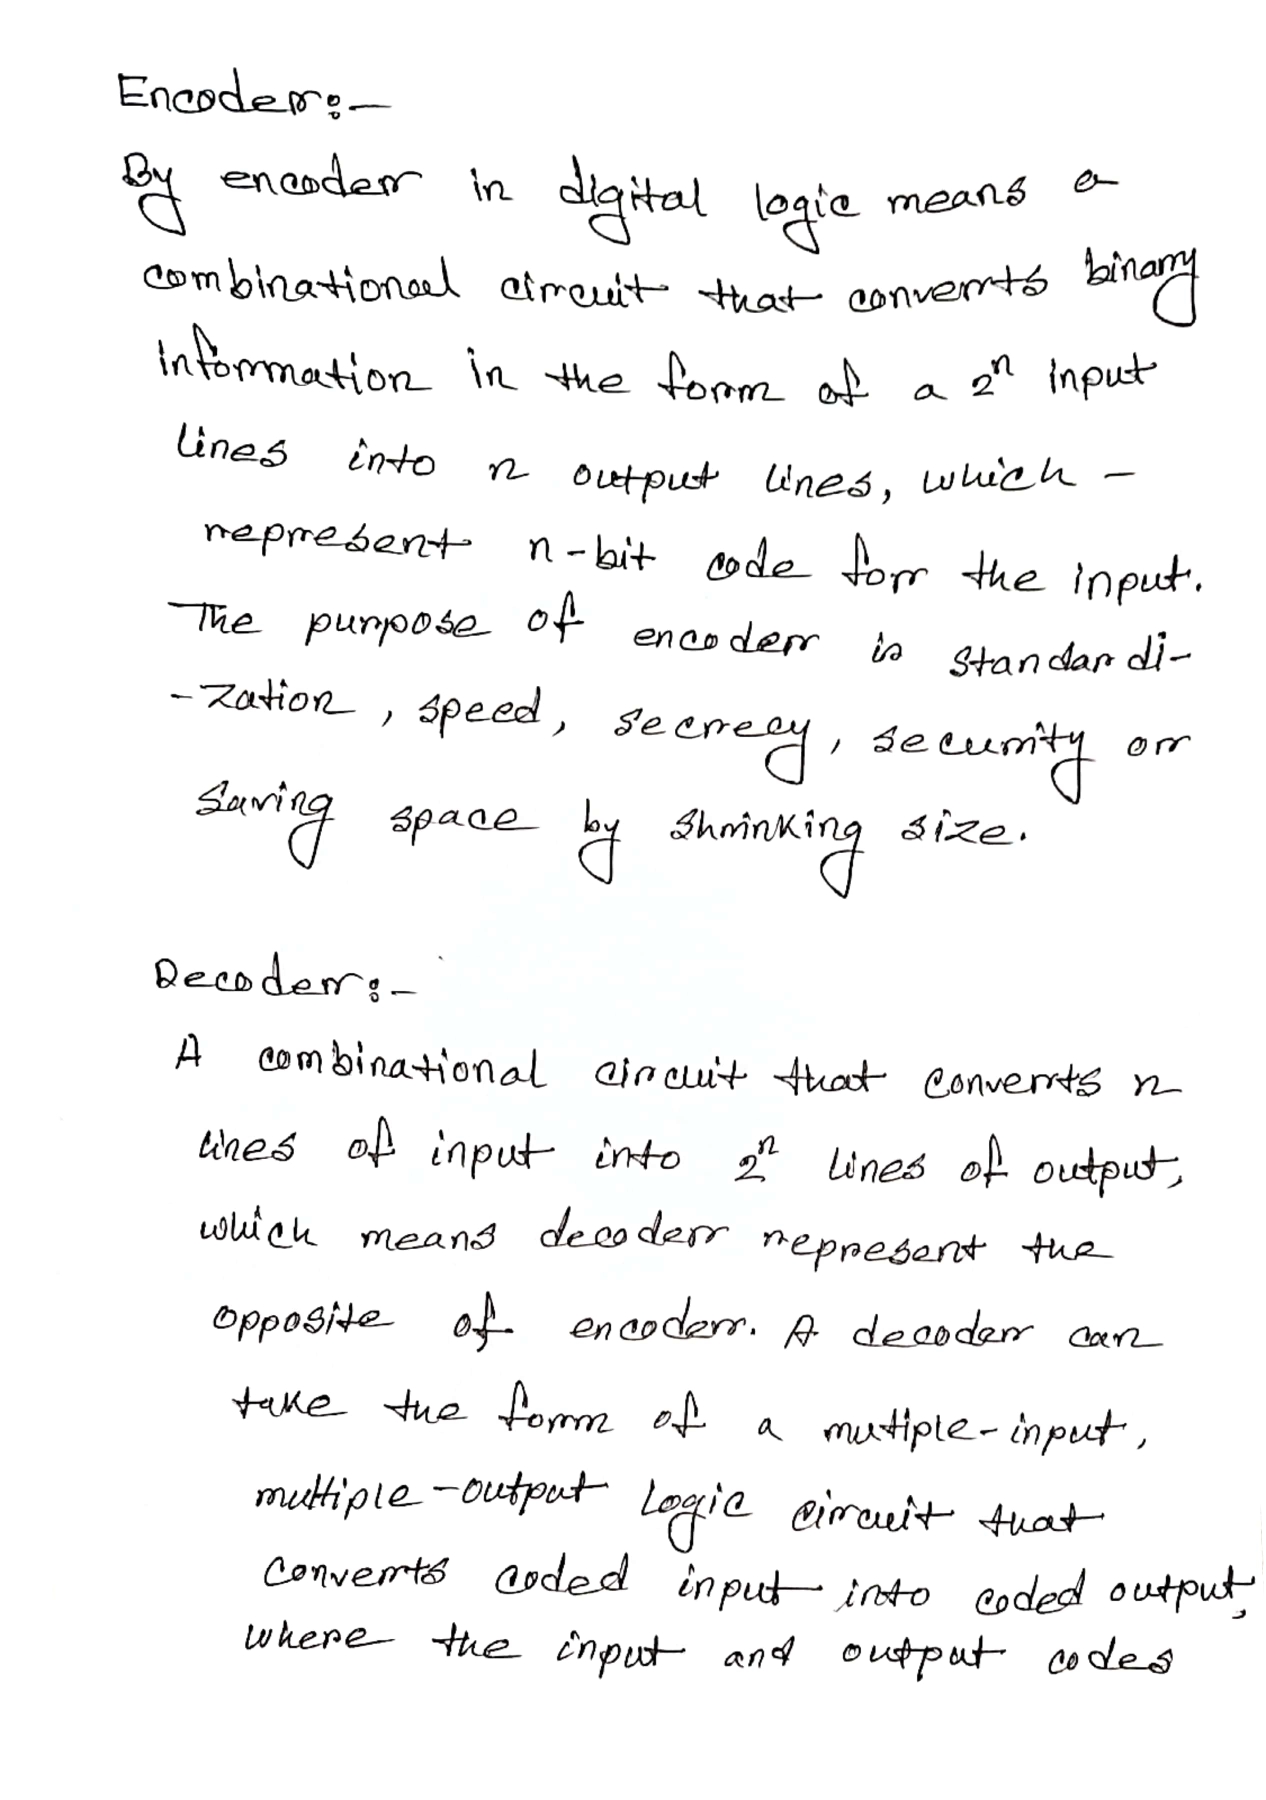 Encoder:-
By encoder in digital logic means a
combinational circuit that converts binary
information in the form of a 2ⁿ input
lines into n output lines, which -
represent n-bit code for the input.
The purpose of encoder is standardi-
-zation, speed, secrecy, security or
saving space by shrinking size.
Decoder:-
A combinational circuit that converts n
lines of input into 2ⁿ lines of output,
which means decoder represent the
opposite of encoder. A decoder can
take the form of a mutiple-input,
multiple-output logic circuit that
converts coded input into coded output,
where the input and output codes